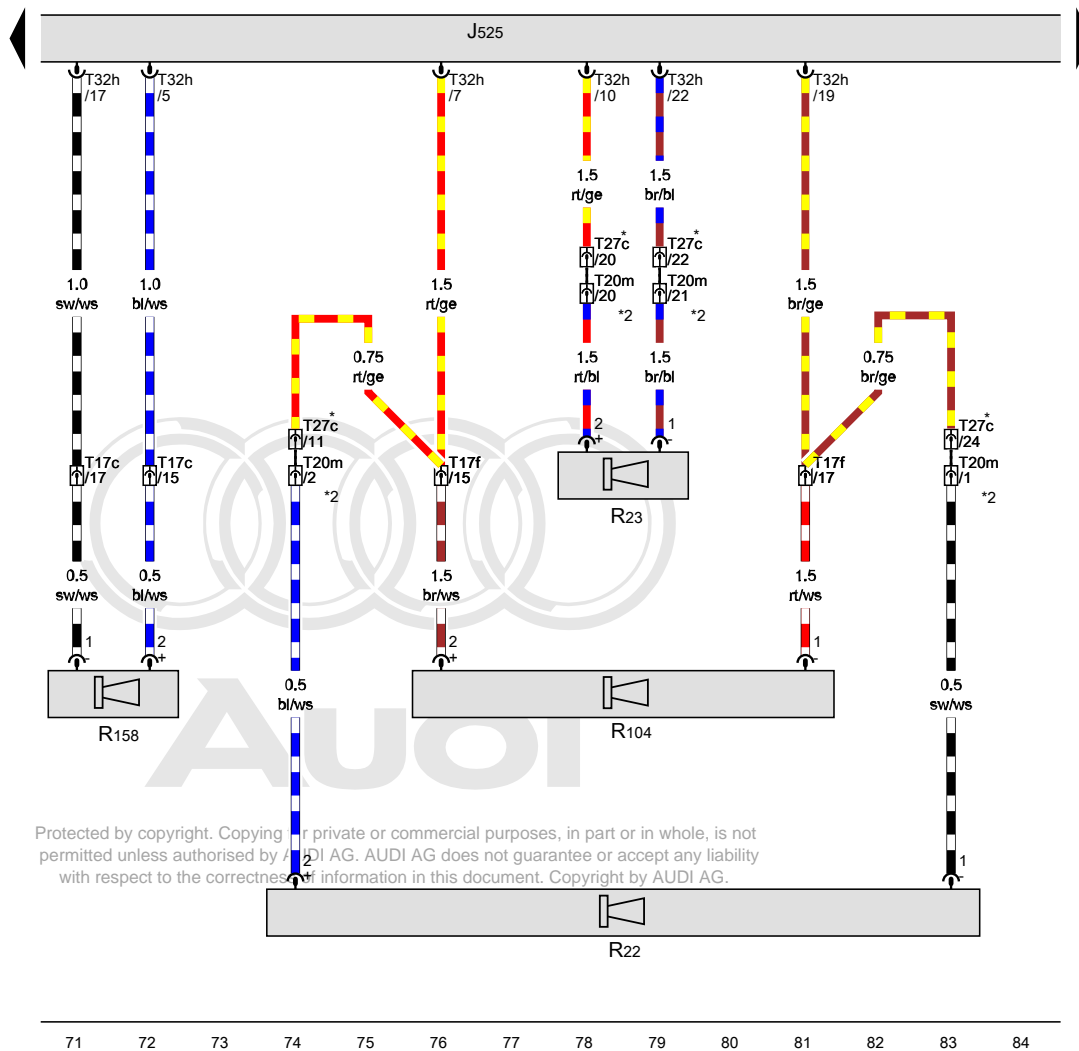 J525
T32h
/17
T32h
/5
T32h
/7
T32h
/10
T32h
/22
T32h
/19
1.5
rt/ge
1.5
br/bl
T27c *
/20
T27c *
/22
T20m
/20
*2
T20m
/21
*2
1.0
sw/ws
1.0
bl/ws
1.5
rt/ge
1.5
br/ge
0.75
rt/ge
1.5
rt/bl
1.5
br/bl
0.75
br/ge
T27c *
/11
2
+
1
-
T27c *
/24
T17c
/17
T17c
/15
T20m
/2
*2
T17f
/15
R23
T17f
/17
T20m
/1
*2
0.5
sw/ws
0.5
bl/ws
1.5
br/ws
1.5
rt/ws
1
-
2
+
2
+
1
-
0.5
bl/ws
0.5
sw/ws
R158
R104
Audi
Protected by copyright. Copying for private or commercial purposes, in part or in whole, is not
permitted unless authorised by AUDI AG. AUDI AG does not guarantee or accept any liability
with respect to the correctness of information in this document. Copyright by AUDI AG.
2
+
1
-
R22
71 72 73 74 75 76 77 78 79 80 81 82 83 84